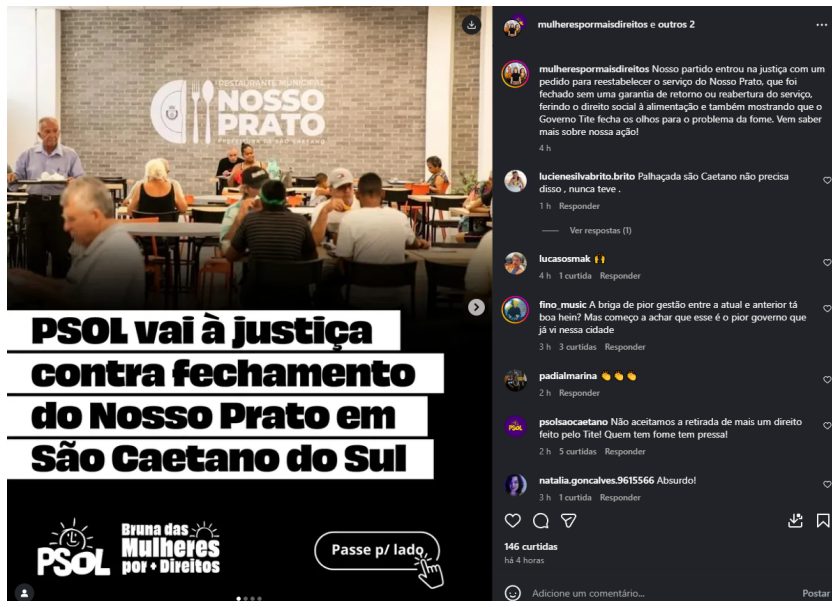 RESTAURANTE MUNICIPAL
NOSSO
PRATO
PREFEITURA DE SÃO CAETANO
PSOL vai à justiça
contra fechamento
do Nosso Prato em
São Caetano do Sul
PSOL
Bruna das
Mulheres
por + Direitos
Passe p/ lado
mulherespormaisdireitos e outros 2
mulherespormaisdireitos Nosso partido entrou na justiça com um
pedido para reestabelecer o serviço do Nosso Prato, que foi
fechado sem uma garantia de retorno ou reabertura do serviço,
ferindo o direito social à alimentação e também mostrando que o
Governo Tite fecha os olhos para o problema da fome. Vem saber
mais sobre nossa ação!
4 h
lucienesilvabrito.brito Palhaçada são Caetano não precisa
disso , nunca teve .
1 h Responder
Ver respostas (1)
lucasosmak 🙌
4 h 1 curtida Responder
fino_music A briga de pior gestão entre a atual e anterior tá
boa hein? Mas começo a achar que esse é o pior governo que
já vi nessa cidade
3 h 3 curtidas Responder
padialmarina 👏👏👏
2 h Responder
PSOL
psolsaocaetano Não aceitamos a retirada de mais um direito
feito pelo Tite! Quem tem fome tem pressa!
2 h 5 curtidas Responder
natalia.goncalves.9615566 Absurdo!
3 h 1 curtida Responder
146 curtidas
há 4 horas
Adicione um comentário...
Postar